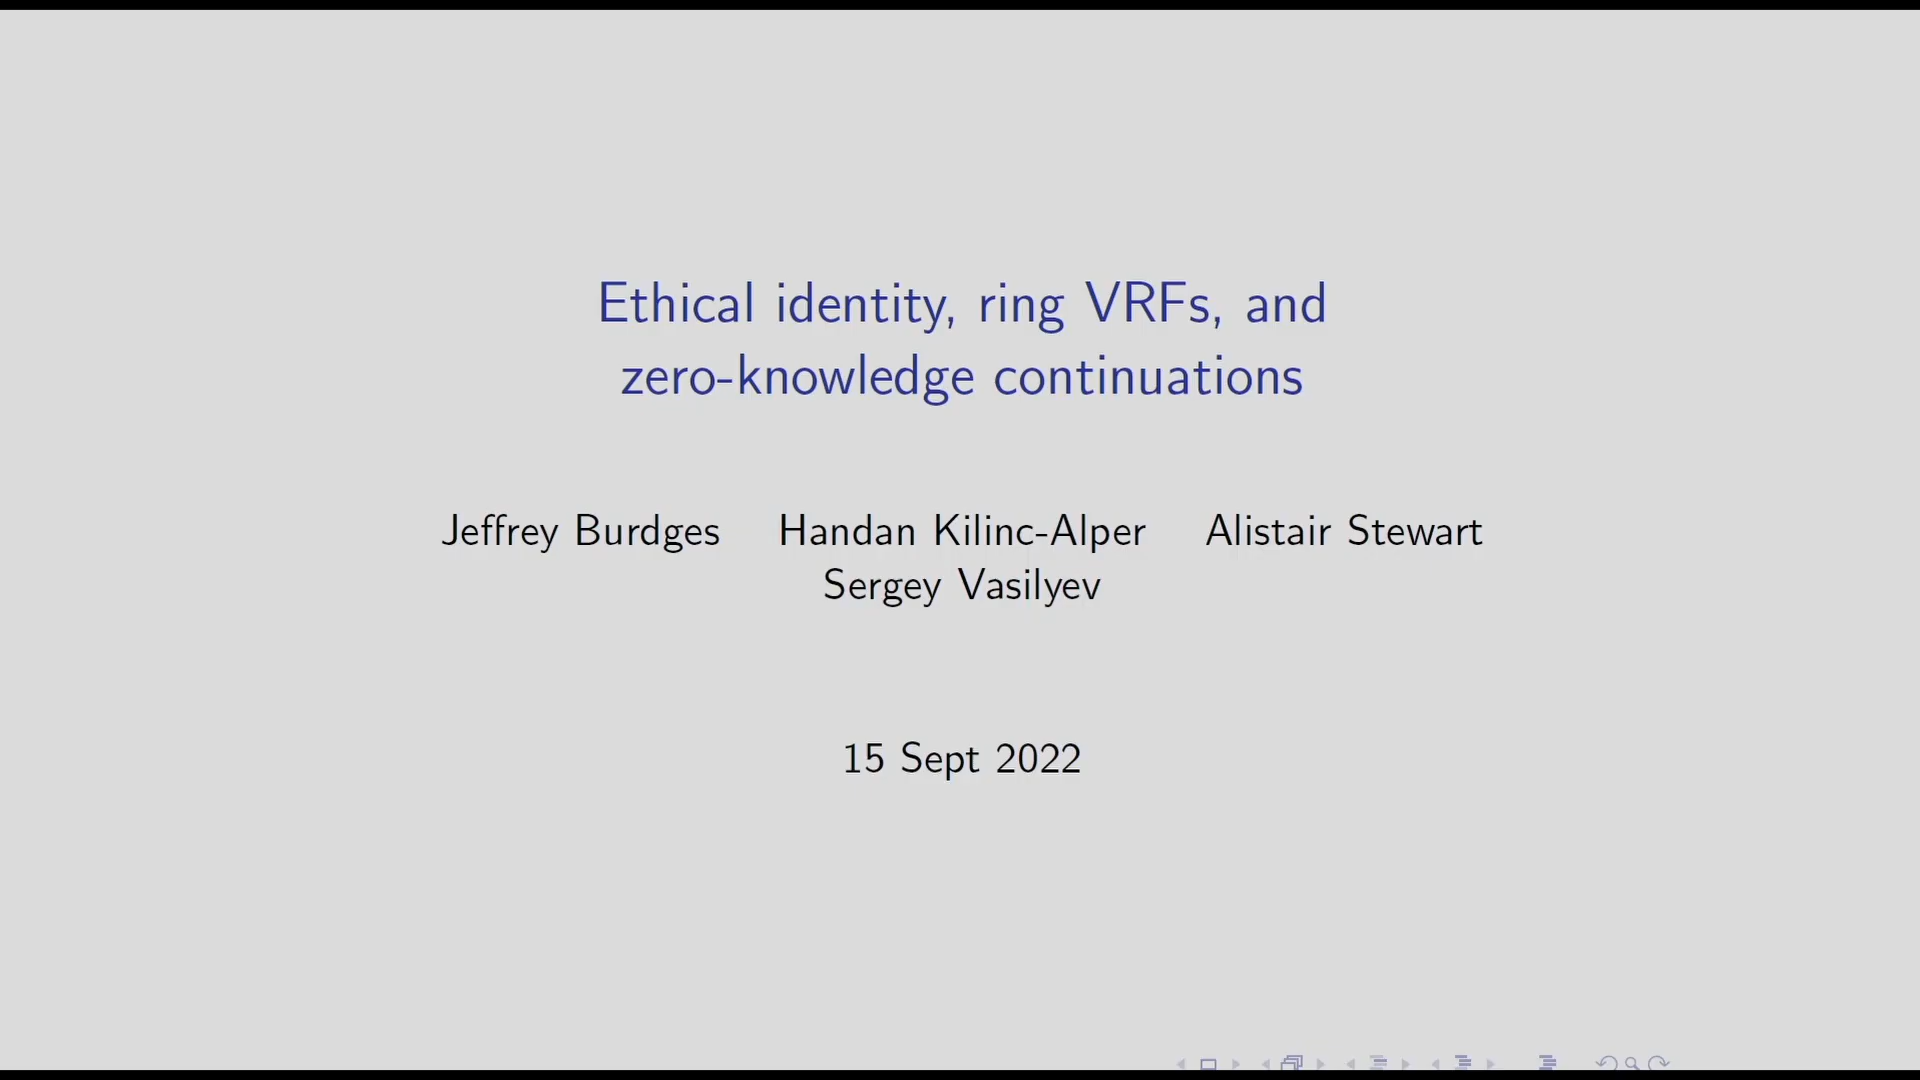 Ethical identity, ring VRFs, and
zero-knowledge continuations
Jeffrey Burdges Handan Kilinc-Alper Alistair Stewart
Sergey Vasilyev
15 Sept 2022